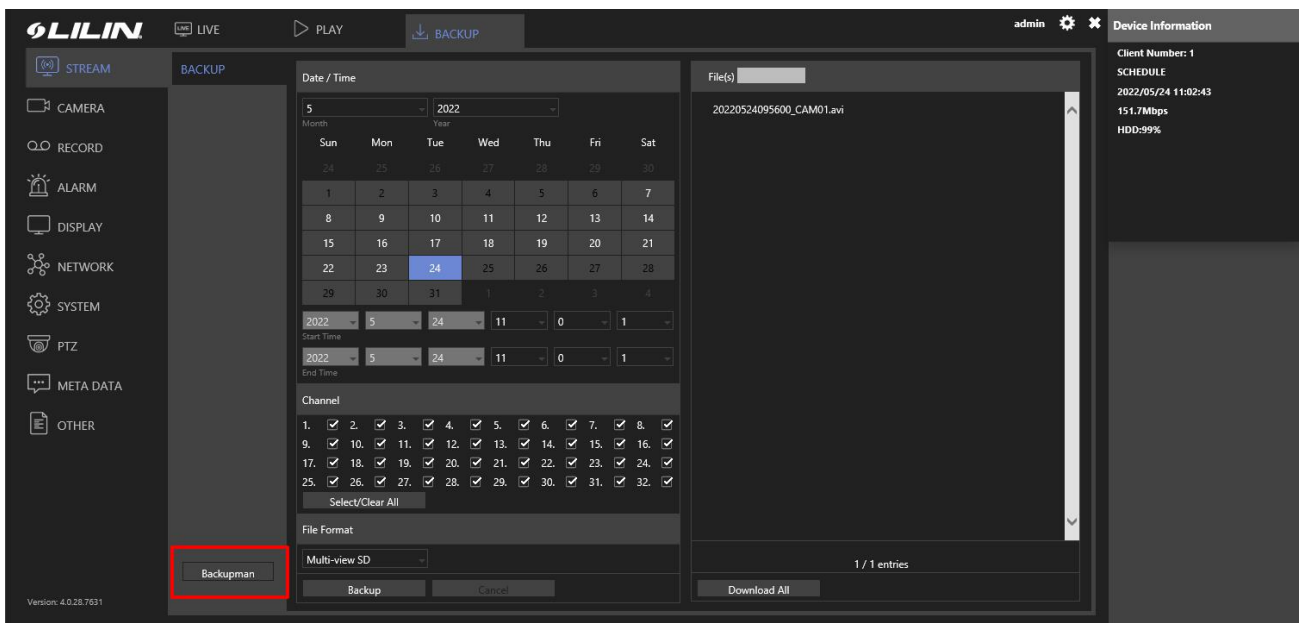 LILIN
LIVE
LIVE
PLAY
BACKUP
admin
Device Information
STREAM
CAMERA
RECORD
ALARM
DISPLAY
NETWORK
SYSTEM
PTZ
META DATA
OTHER
Version: 4.0.28.7631
BACKUP
Backupman
Date / Time
5 2022
Month Year
Sun Mon Tue Wed Thu Fri Sat
24 25 26 27 28 29 30
1 2 3 4 5 6 7
8 9 10 11 12 13 14
15 16 17 18 19 20 21
22 23 24 25 26 27 28
29 30 31 1 2 3 4
2022 5 24 11 0 1
Start Time
2022 5 24 11 0 1
End Time
Channel
1. 2. 3. 4. 5. 6. 7. 8.
9. 10. 11. 12. 13. 14. 15. 16.
17. 18. 19. 20. 21. 22. 23. 24.
25. 26. 27. 28. 29. 30. 31. 32.
Select/Clear All
File Format
Multi-view SD
Backup Cancel
File(s)
20220524095600_CAM01.avi
1 / 1 entries
Download All
Client Number: 1
SCHEDULE
2022/05/24 11:02:43
151.7Mbps
HDD:99%